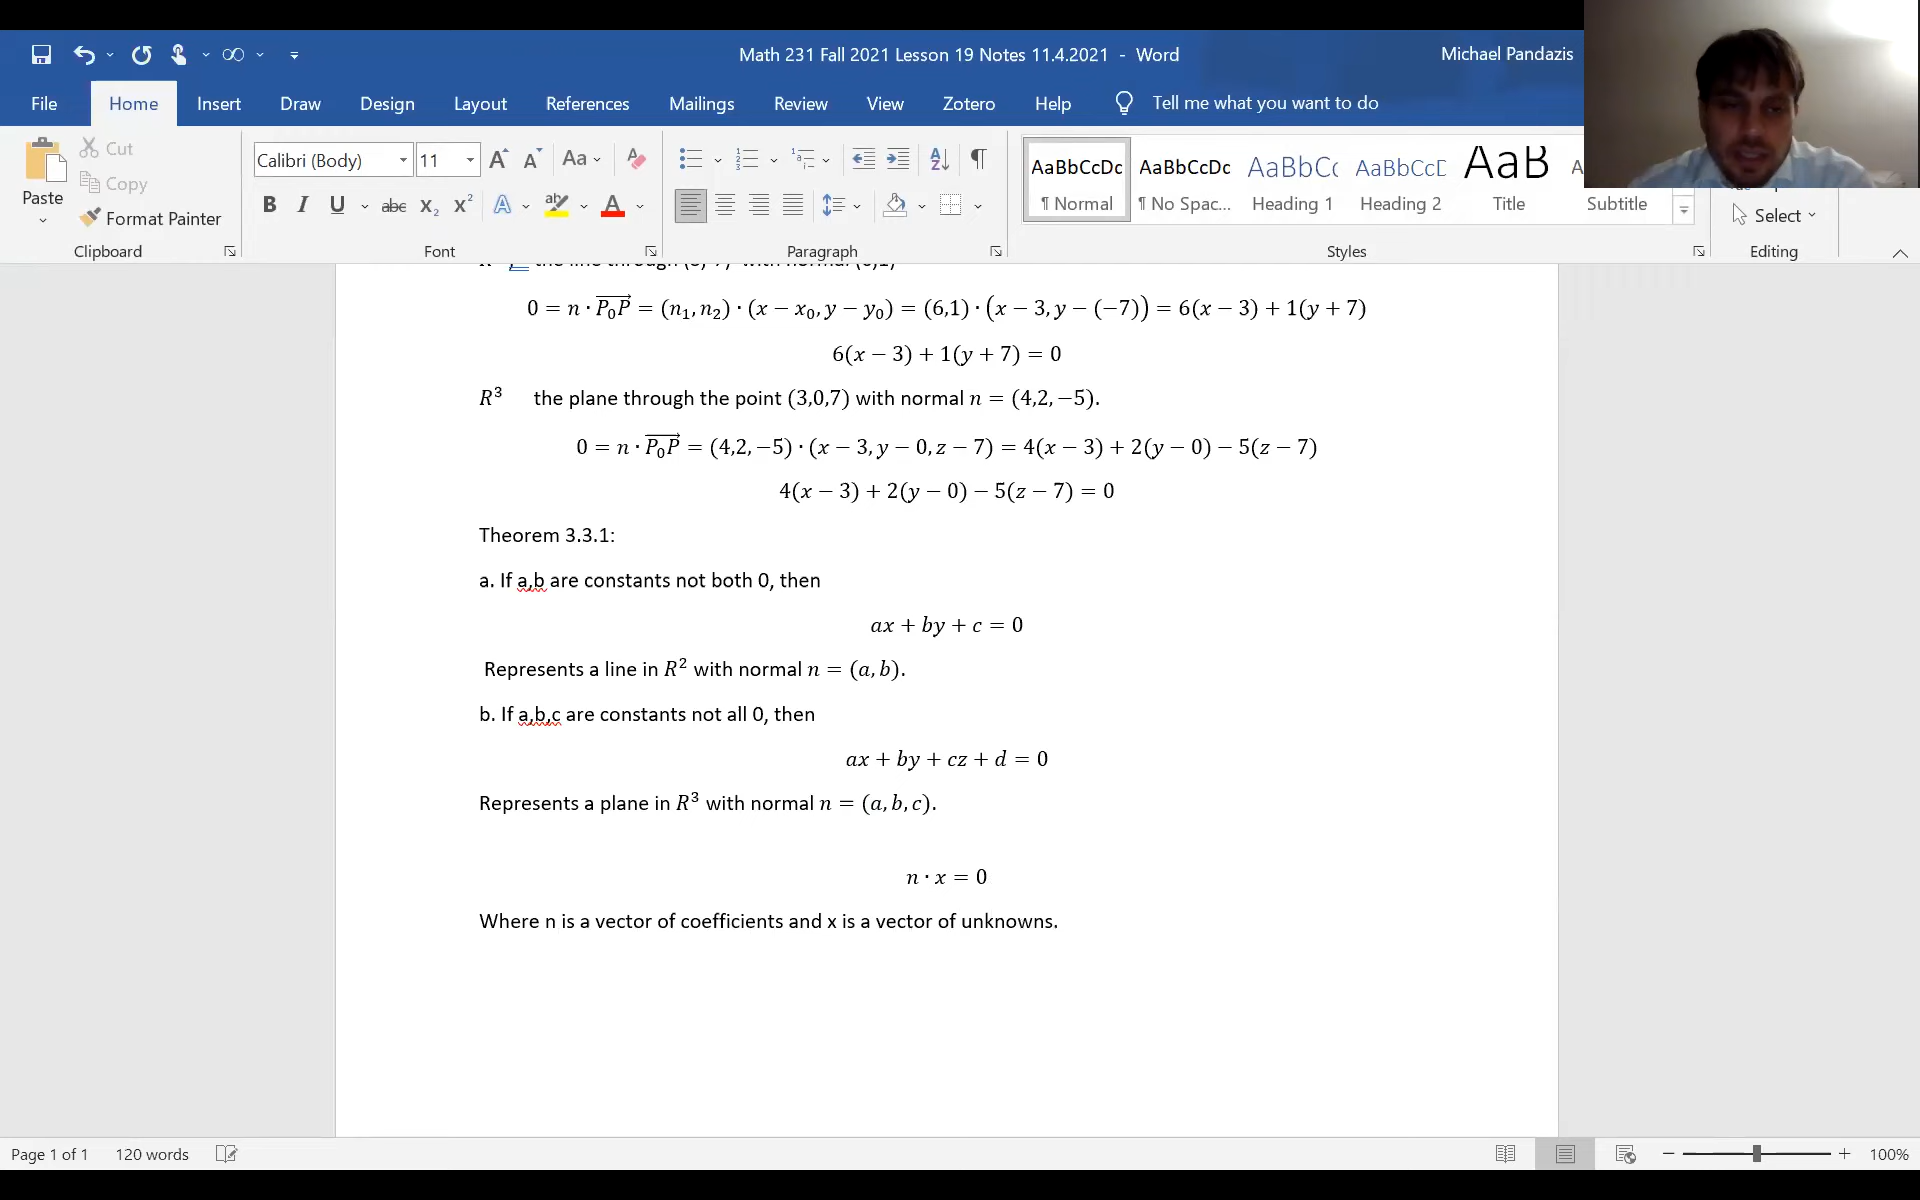 Math 231 Fall 2021 Lesson 19 Notes 11.4.2021 - Word
Michael Pandazis
File Home Insert Draw Design Layout References Mailings Review View Zotero Help Tell me what you want to do
Paste
Cut
Copy
Format Painter
Clipboard
Calibri (Body) 11
Font
Paragraph
AaBbCcDc AaBbCcDc AaBbCc AaBbCcD AaB
¶ Normal ¶ No Spac... Heading 1 Heading 2 Title Subtitle
Styles
Select
Editing
the line through with normal
0 = n · P₀P = (n₁, n₂) · (x − x₀, y − y₀) = (6,1) · (x − 3, y − (−7)) = 6(x − 3) + 1(y + 7)
6(x − 3) + 1(y + 7) = 0
R³ the plane through the point (3,0,7) with normal n = (4,2,−5).
0 = n · P₀P = (4,2,−5) · (x − 3, y − 0, z − 7) = 4(x − 3) + 2(y − 0) − 5(z − 7)
4(x − 3) + 2(y − 0) − 5(z − 7) = 0
Theorem 3.3.1:
a. If a,b are constants not both 0, then
ax + by + c = 0
Represents a line in R² with normal n = (a, b).
b. If a,b,c are constants not all 0, then
ax + by + cz + d = 0
Represents a plane in R³ with normal n = (a, b, c).
n · x = 0
Where n is a vector of coefficients and x is a vector of unknowns.
Page 1 of 1 120 words
100%